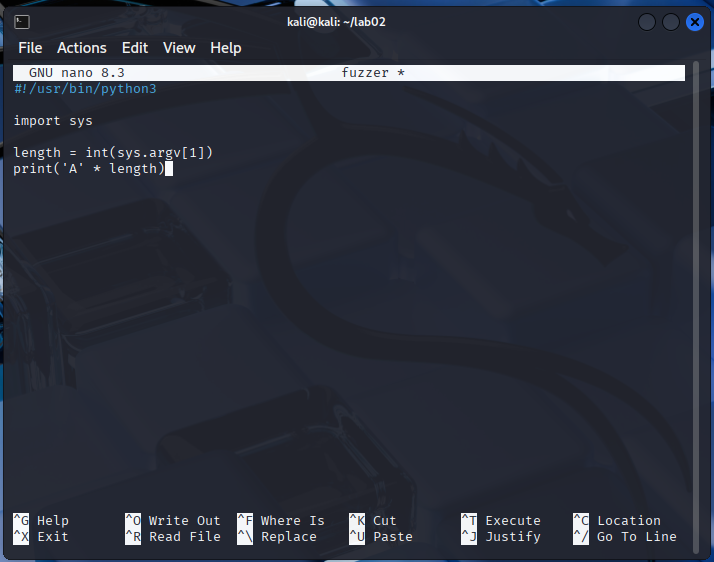 kali@kali: ~/lab02
File Actions Edit View Help
GNU nano 8.3 fuzzer *
#!/usr/bin/python3
import sys
length = int(sys.argv[1])
print('A' * length)
^G Help ^O Write Out ^F Where Is ^K Cut ^T Execute ^C Location
^X Exit ^R Read File ^\ Replace ^U Paste ^J Justify ^/ Go To Line